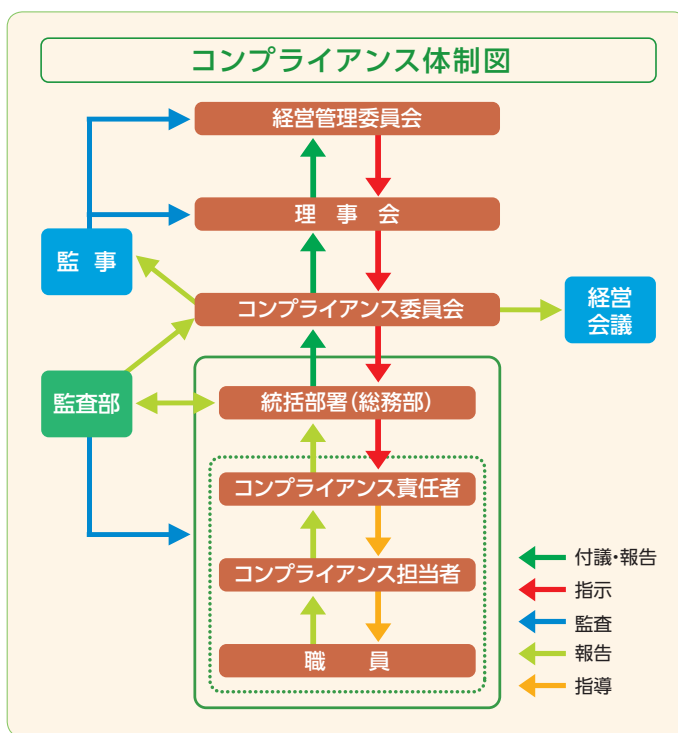 コンプライアンス体制図
経営管理委員会
理 事 会
監 事
コンプライアンス委員会
経営
会議
監査部
統括部署(総務部)
コンプライアンス責任者
コンプライアンス担当者
職 員
付議・報告
指示
監査
報告
指導